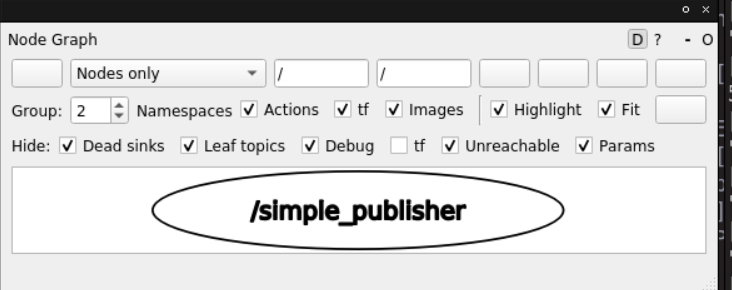 Node Graph D ? - O
Nodes only / /
Group: 2 Namespaces Actions tf Images Highlight Fit
Hide: Dead sinks Leaf topics Debug tf Unreachable Params
/simple_publisher